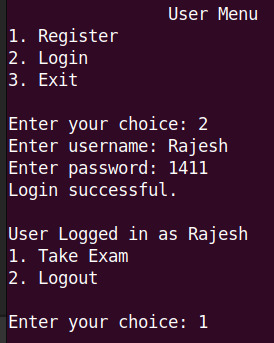 User Menu
1. Register
2. Login
3. Exit
Enter your choice: 2
Enter username: Rajesh
Enter password: 1411
Login successful.
User Logged in as Rajesh
1. Take Exam
2. Logout
Enter your choice: 1